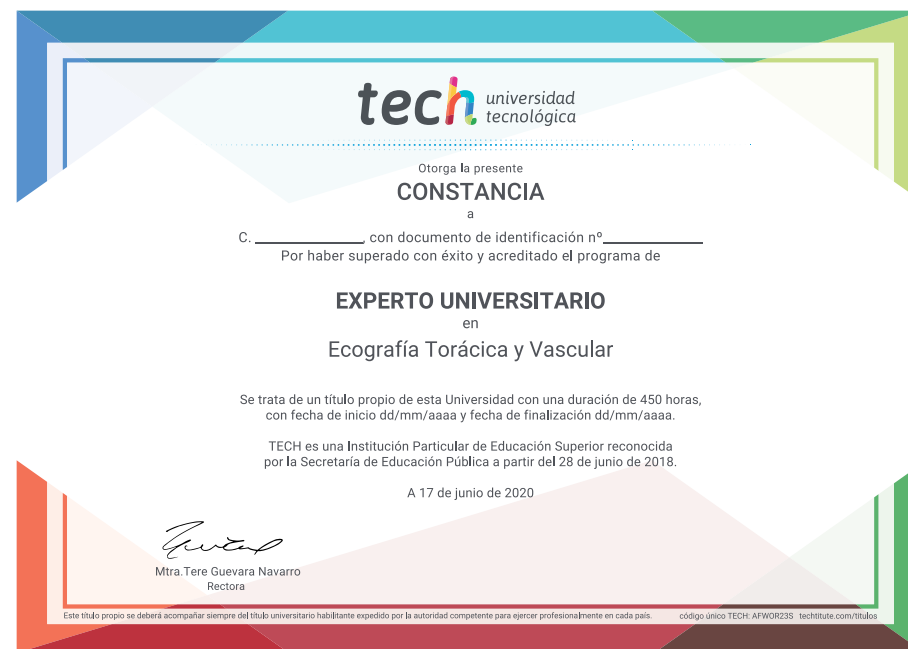 tech universidad
tecnológica
Otorga la presente
CONSTANCIA
a
C. ____________, con documento de identificación nº___________
Por haber superado con éxito y acreditado el programa de
EXPERTO UNIVERSITARIO
en
Ecografía Torácica y Vascular
Se trata de un título propio de esta Universidad con una duración de 450 horas,
con fecha de inicio dd/mm/aaaa y fecha de finalización dd/mm/aaaa.
TECH es una Institución Particular de Educación Superior reconocida
por la Secretaría de Educación Pública a partir del 28 de junio de 2018.
A 17 de junio de 2020
Mtra.Tere Guevara Navarro
Rectora
Este título propio se deberá acompañar siempre del título universitario habilitante expedido por la autoridad competente para ejercer profesionalmente en cada país. código único TECH: AFWOR23S techtitute.com/titulos